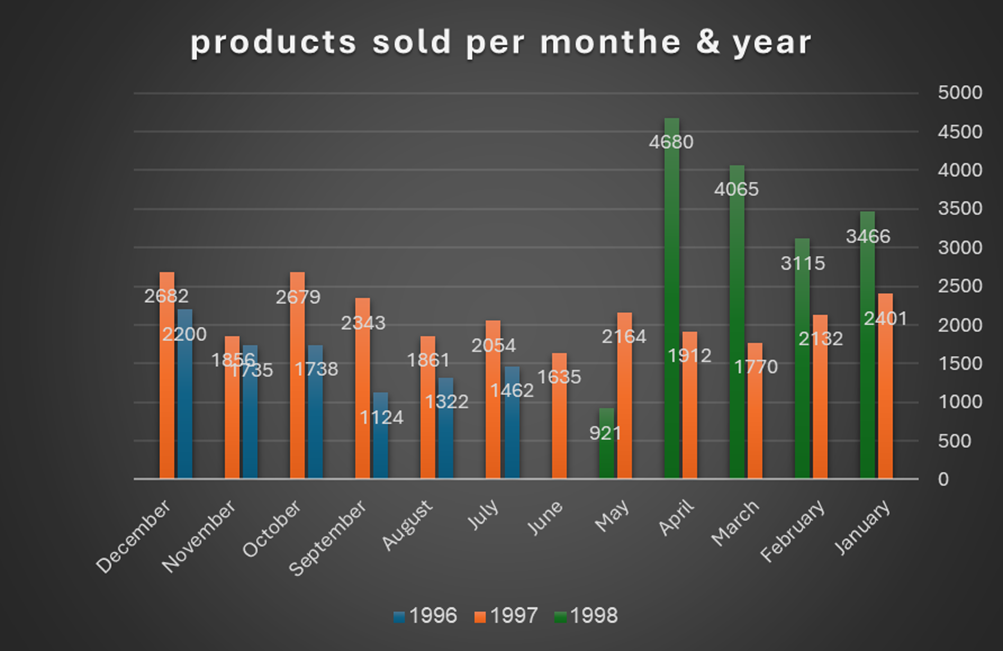 products sold per monthe & year
5000
4500
4680
4000
4065
3500
3466
3000
3115
2682
2679
2500
2343
2401
2200
2164
2132
2054
2000
1856
1735
1738
1861
1912
1770
1500
1462
1635
1322
1124
1000
921
500
0
December
November
October
September
August
July
June
May
April
March
February
January
1996 1997 1998